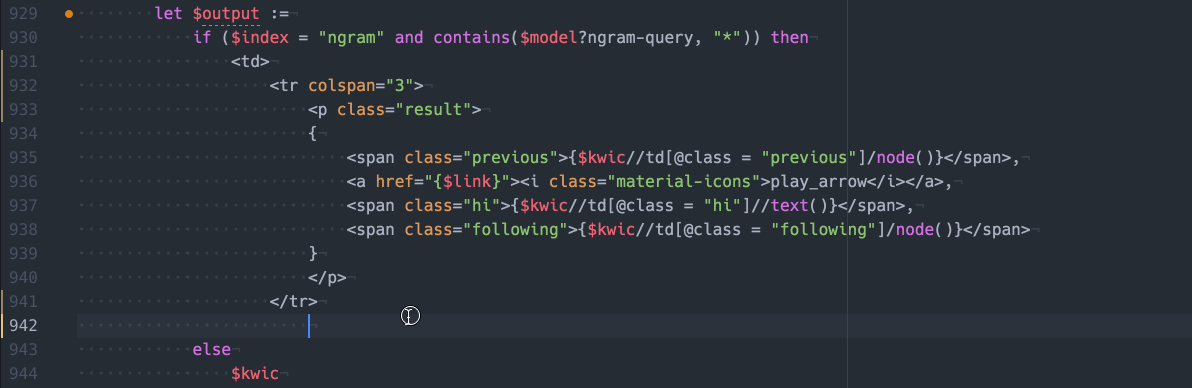 929 let $output :=
930 if ($index = "ngram" and contains($model?ngram-query, "*")) then
931 <td>
932 <tr colspan="3">
933 <p class="result">
934 {
935 <span class="previous">{$kwic//td[@class = "previous"]/node()}</span>,
936 <a href="{$link}"><i class="material-icons">play_arrow</i></a>,
937 <span class="hi">{$kwic//td[@class = "hi"]//text()}</span>,
938 <span class="following">{$kwic//td[@class = "following"]/node()}</span>
939 }
940 </p>
941 </tr>
942
943 else
944 $kwic